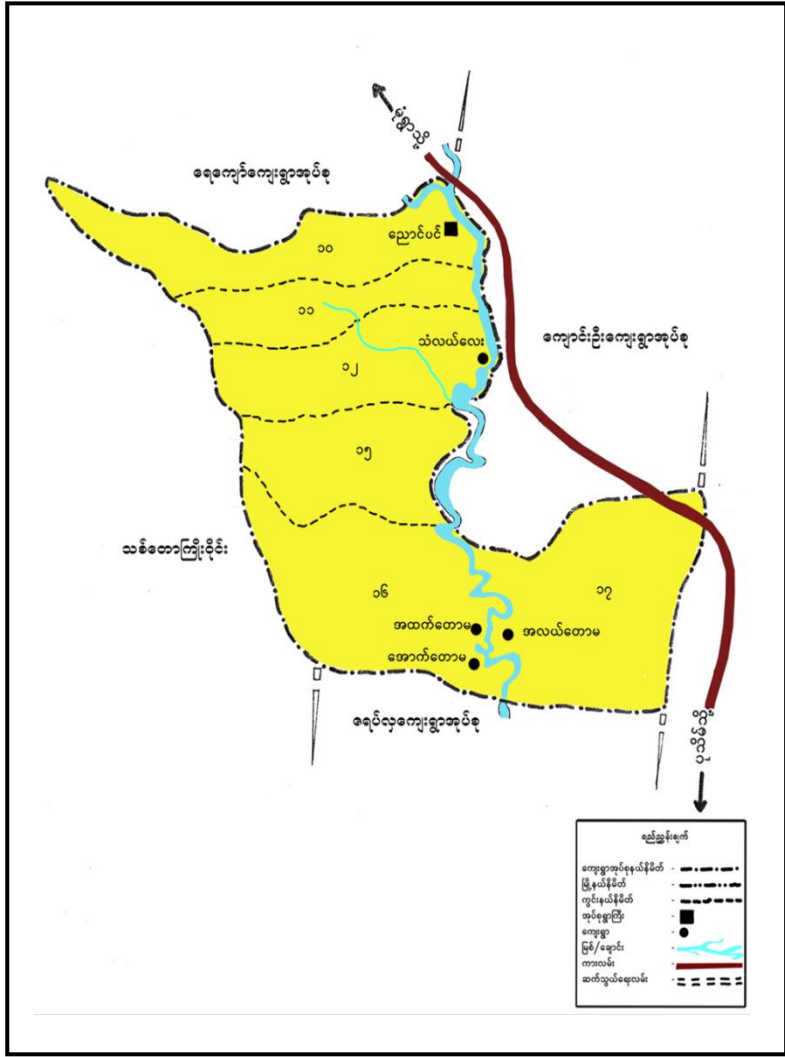 မုံရွာသို့
ရေကျော်ကျေးရွာအုပ်စု
ညောင်ပင်
၁၀
၁၁
သံလယ်လေး
ကျောင်းဦးကျေးရွာအုပ်စု
၁၂
၁၅
သစ်တောကြိုးဝိုင်း
၁၆
၁၇
အထက်တောမ
အလယ်တောမ
အောက်တောမ
ဇရပ်လှကျေးရွာအုပ်စု
ရည်ညွှန်းချက်
ကျေးရွာအုပ်စုနယ်နိမိတ်
မြို့နယ်နိမိတ်
ကွင်းနယ်နိမိတ်
အုပ်စုရွာကြီး
ကျေးရွာ
မြစ်/ချောင်း
ကားလမ်း
ဆက်သွယ်ရေးလမ်း